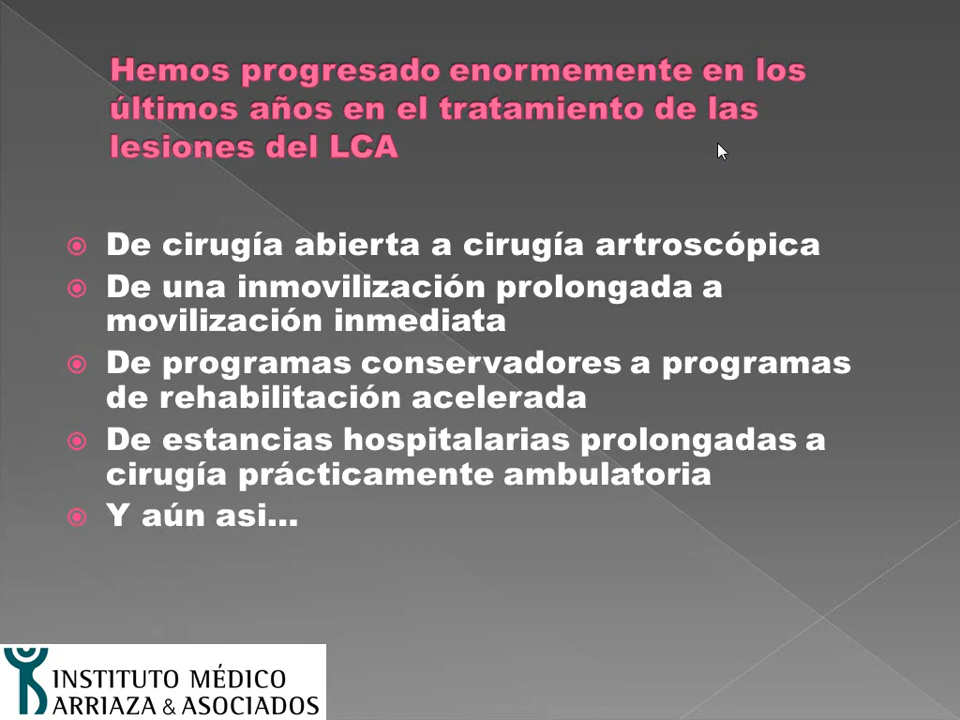 Hemos progresado enormemente en los
últimos años en el tratamiento de las
lesiones del LCA
De cirugía abierta a cirugía artroscópica
De una inmovilización prolongada a
movilización inmediata
De programas conservadores a programas
de rehabilitación acelerada
De estancias hospitalarias prolongadas a
cirugía prácticamente ambulatoria
Y aún asi...
INSTITUTO MÉDICO
ARRIAZA & ASOCIADOS